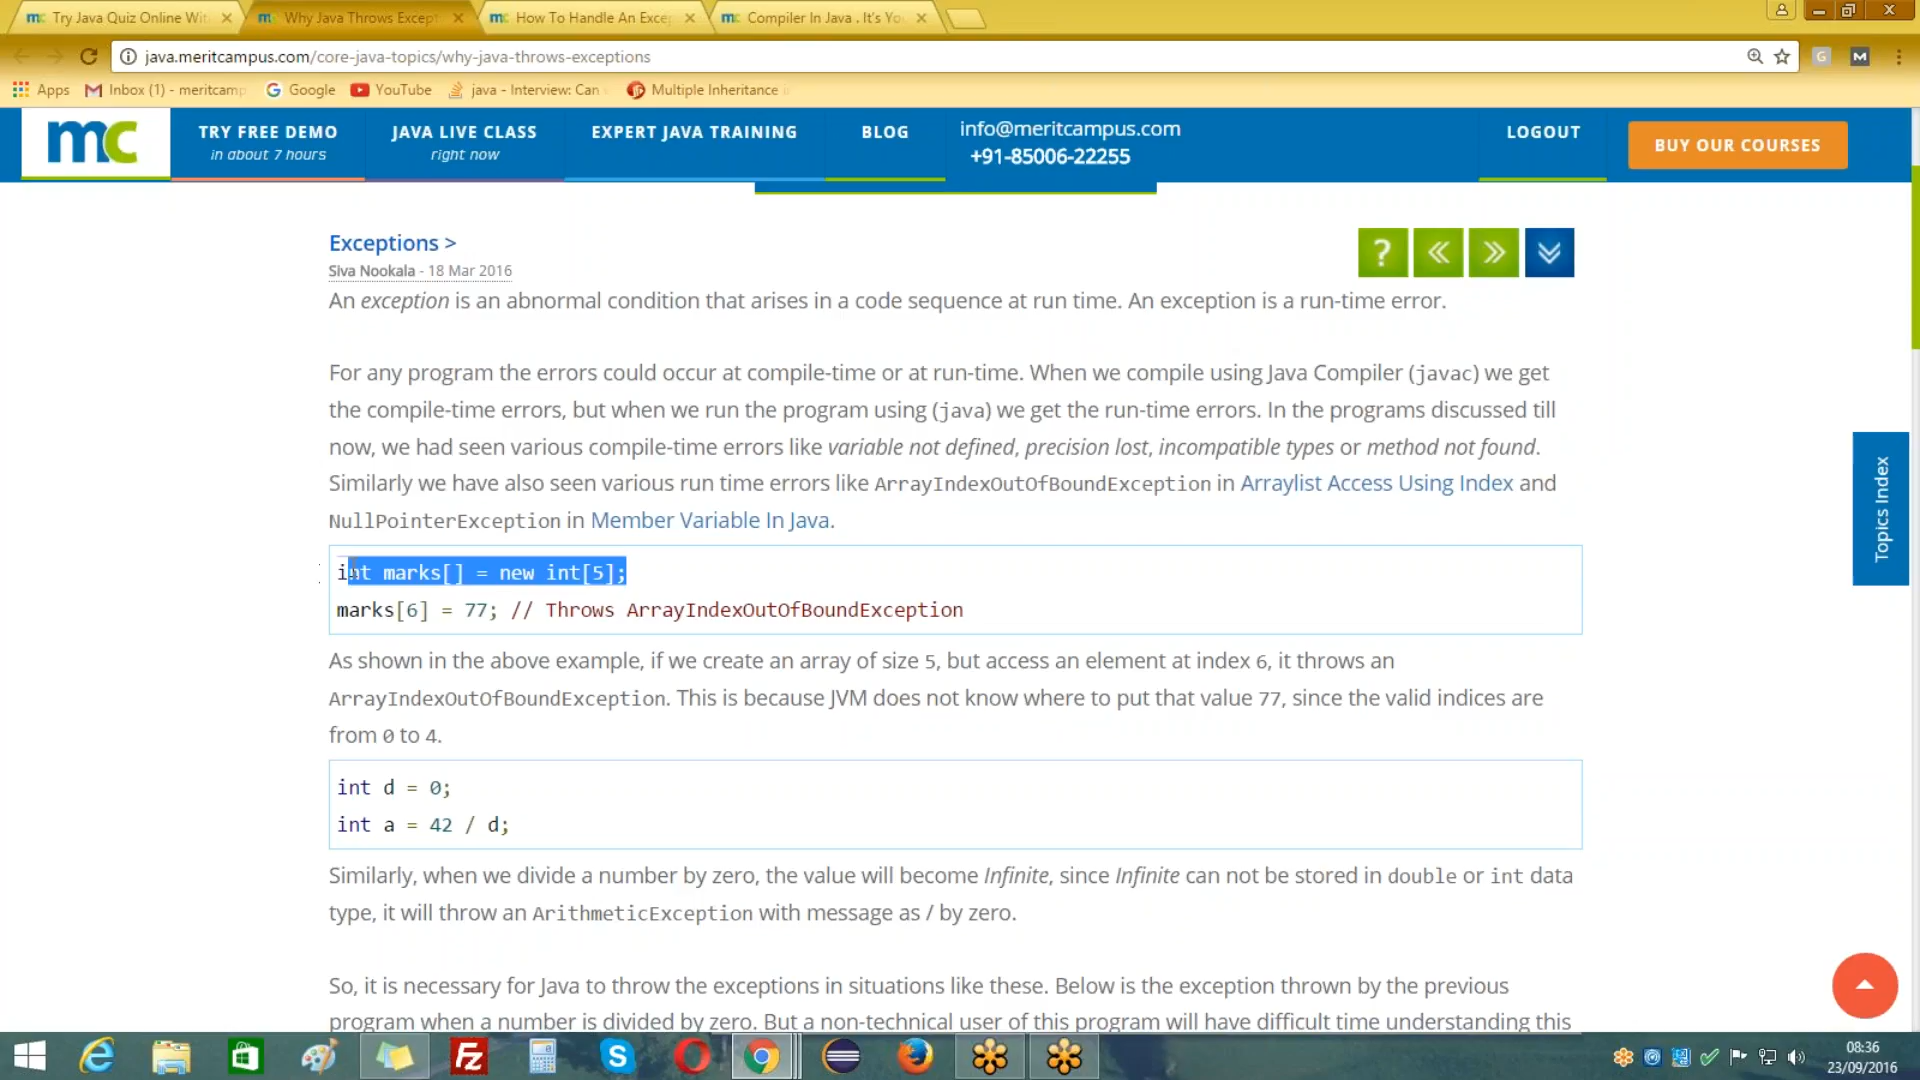 Try Java Quiz Online Wit
Why Java Throws Except
How To Handle An Exce
Compiler In Java , It's Yo
java.meritcampus.com/core-java-topics/why-java-throws-exceptions
Apps
Inbox (1) - meritcamp
Google
YouTube
java - Interview: Can
Multiple Inheritance i
mc
TRY FREE DEMO
in about 7 hours
JAVA LIVE CLASS
right now
EXPERT JAVA TRAINING
BLOG
info@meritcampus.com
+91-85006-22255
LOGOUT
BUY OUR COURSES
Exceptions >
Siva Nookala - 18 Mar 2016
An exception is an abnormal condition that arises in a code sequence at run time. An exception is a run-time error.
For any program the errors could occur at compile-time or at run-time. When we compile using Java Compiler (javac) we get
the compile-time errors, but when we run the program using (java) we get the run-time errors. In the programs discussed till
now, we had seen various compile-time errors like variable not defined, precision lost, incompatible types or method not found.
Similarly we have also seen various run time errors like ArrayIndexOutOfBoundException in Arraylist Access Using Index and
NullPointerException in Member Variable In Java.
int marks[] = new int[5];
marks[6] = 77; // Throws ArrayIndexOutOfBoundException
As shown in the above example, if we create an array of size 5, but access an element at index 6, it throws an
ArrayIndexOutOfBoundException. This is because JVM does not know where to put that value 77, since the valid indices are
from 0 to 4.
int d = 0;
int a = 42 / d;
Similarly, when we divide a number by zero, the value will become Infinite, since Infinite can not be stored in double or int data
type, it will throw an ArithmeticException with message as / by zero.
So, it is necessary for Java to throw the exceptions in situations like these. Below is the exception thrown by the previous
program when a number is divided by zero. But a non-technical user of this program will have difficult time understanding this
Topics Index
08:36
23/09/2016